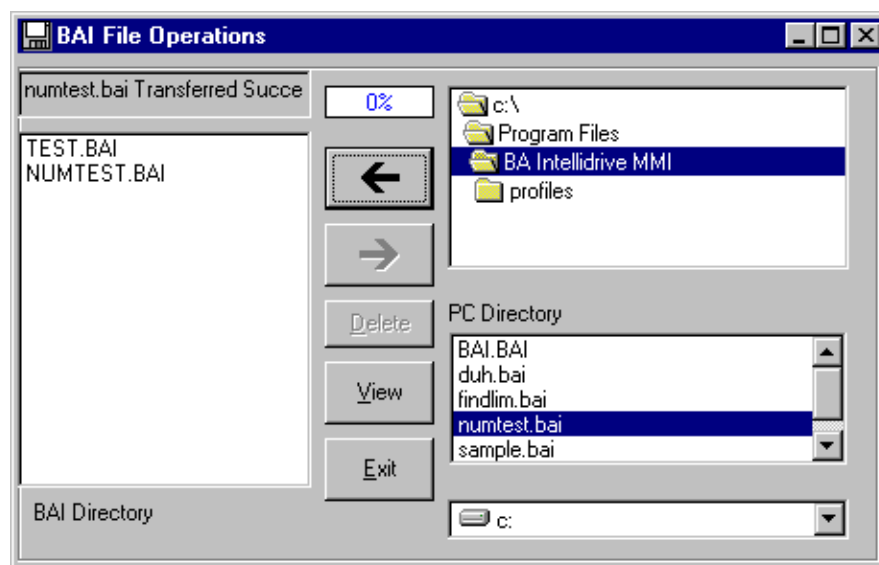 BAI File Operations
numtest.bai Transferred Succe
TEST.BAI
NUMTEST.BAI
BAI Directory
0%
Delete
View
Exit
c:\
Program Files
BA Intellidrive MMI
profiles
PC Directory
BAI.BAI
duh.bai
findlim.bai
numtest.bai
sample.bai
c: